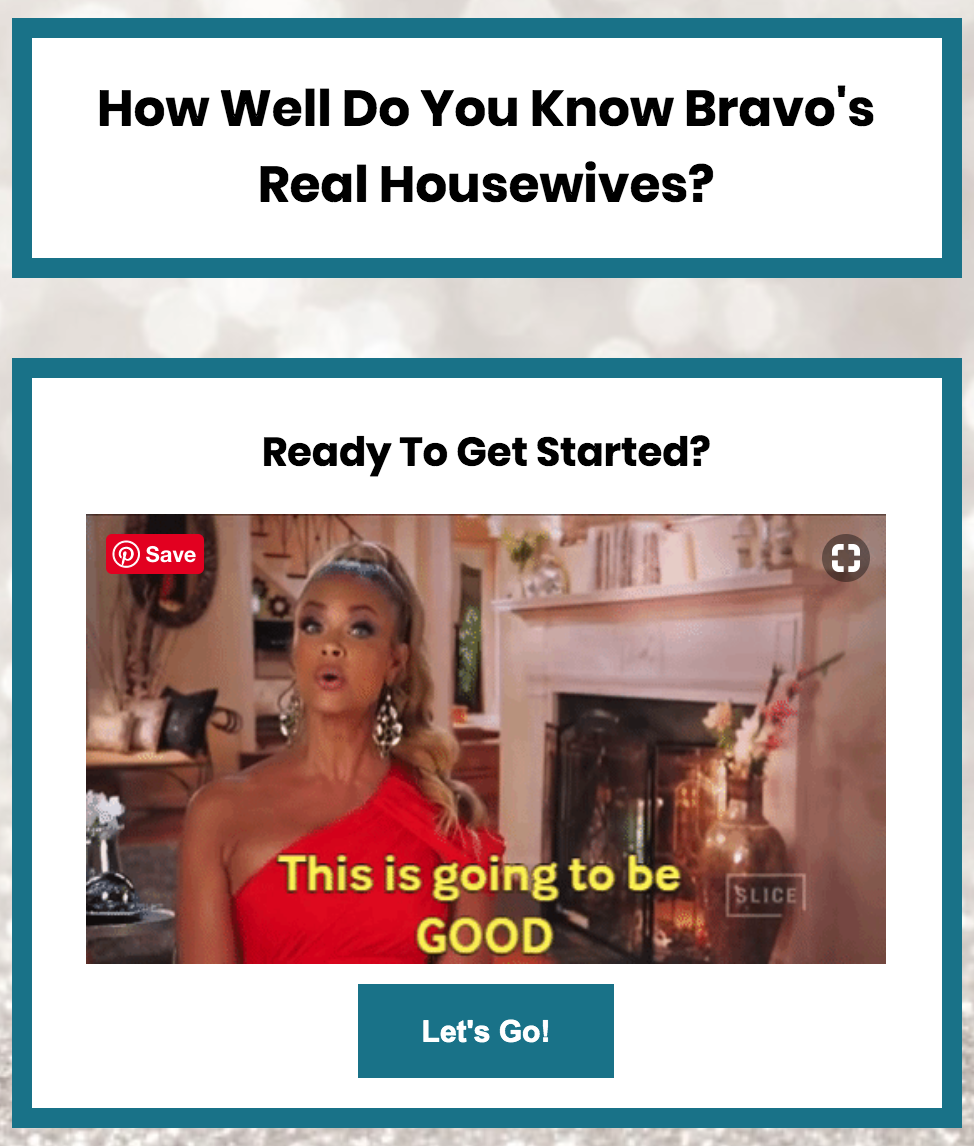 How Well Do You Know Bravo's
Real Housewives?
Ready To Get Started?
Save
This is going to be
GOOD
SLICE
Let's Go!